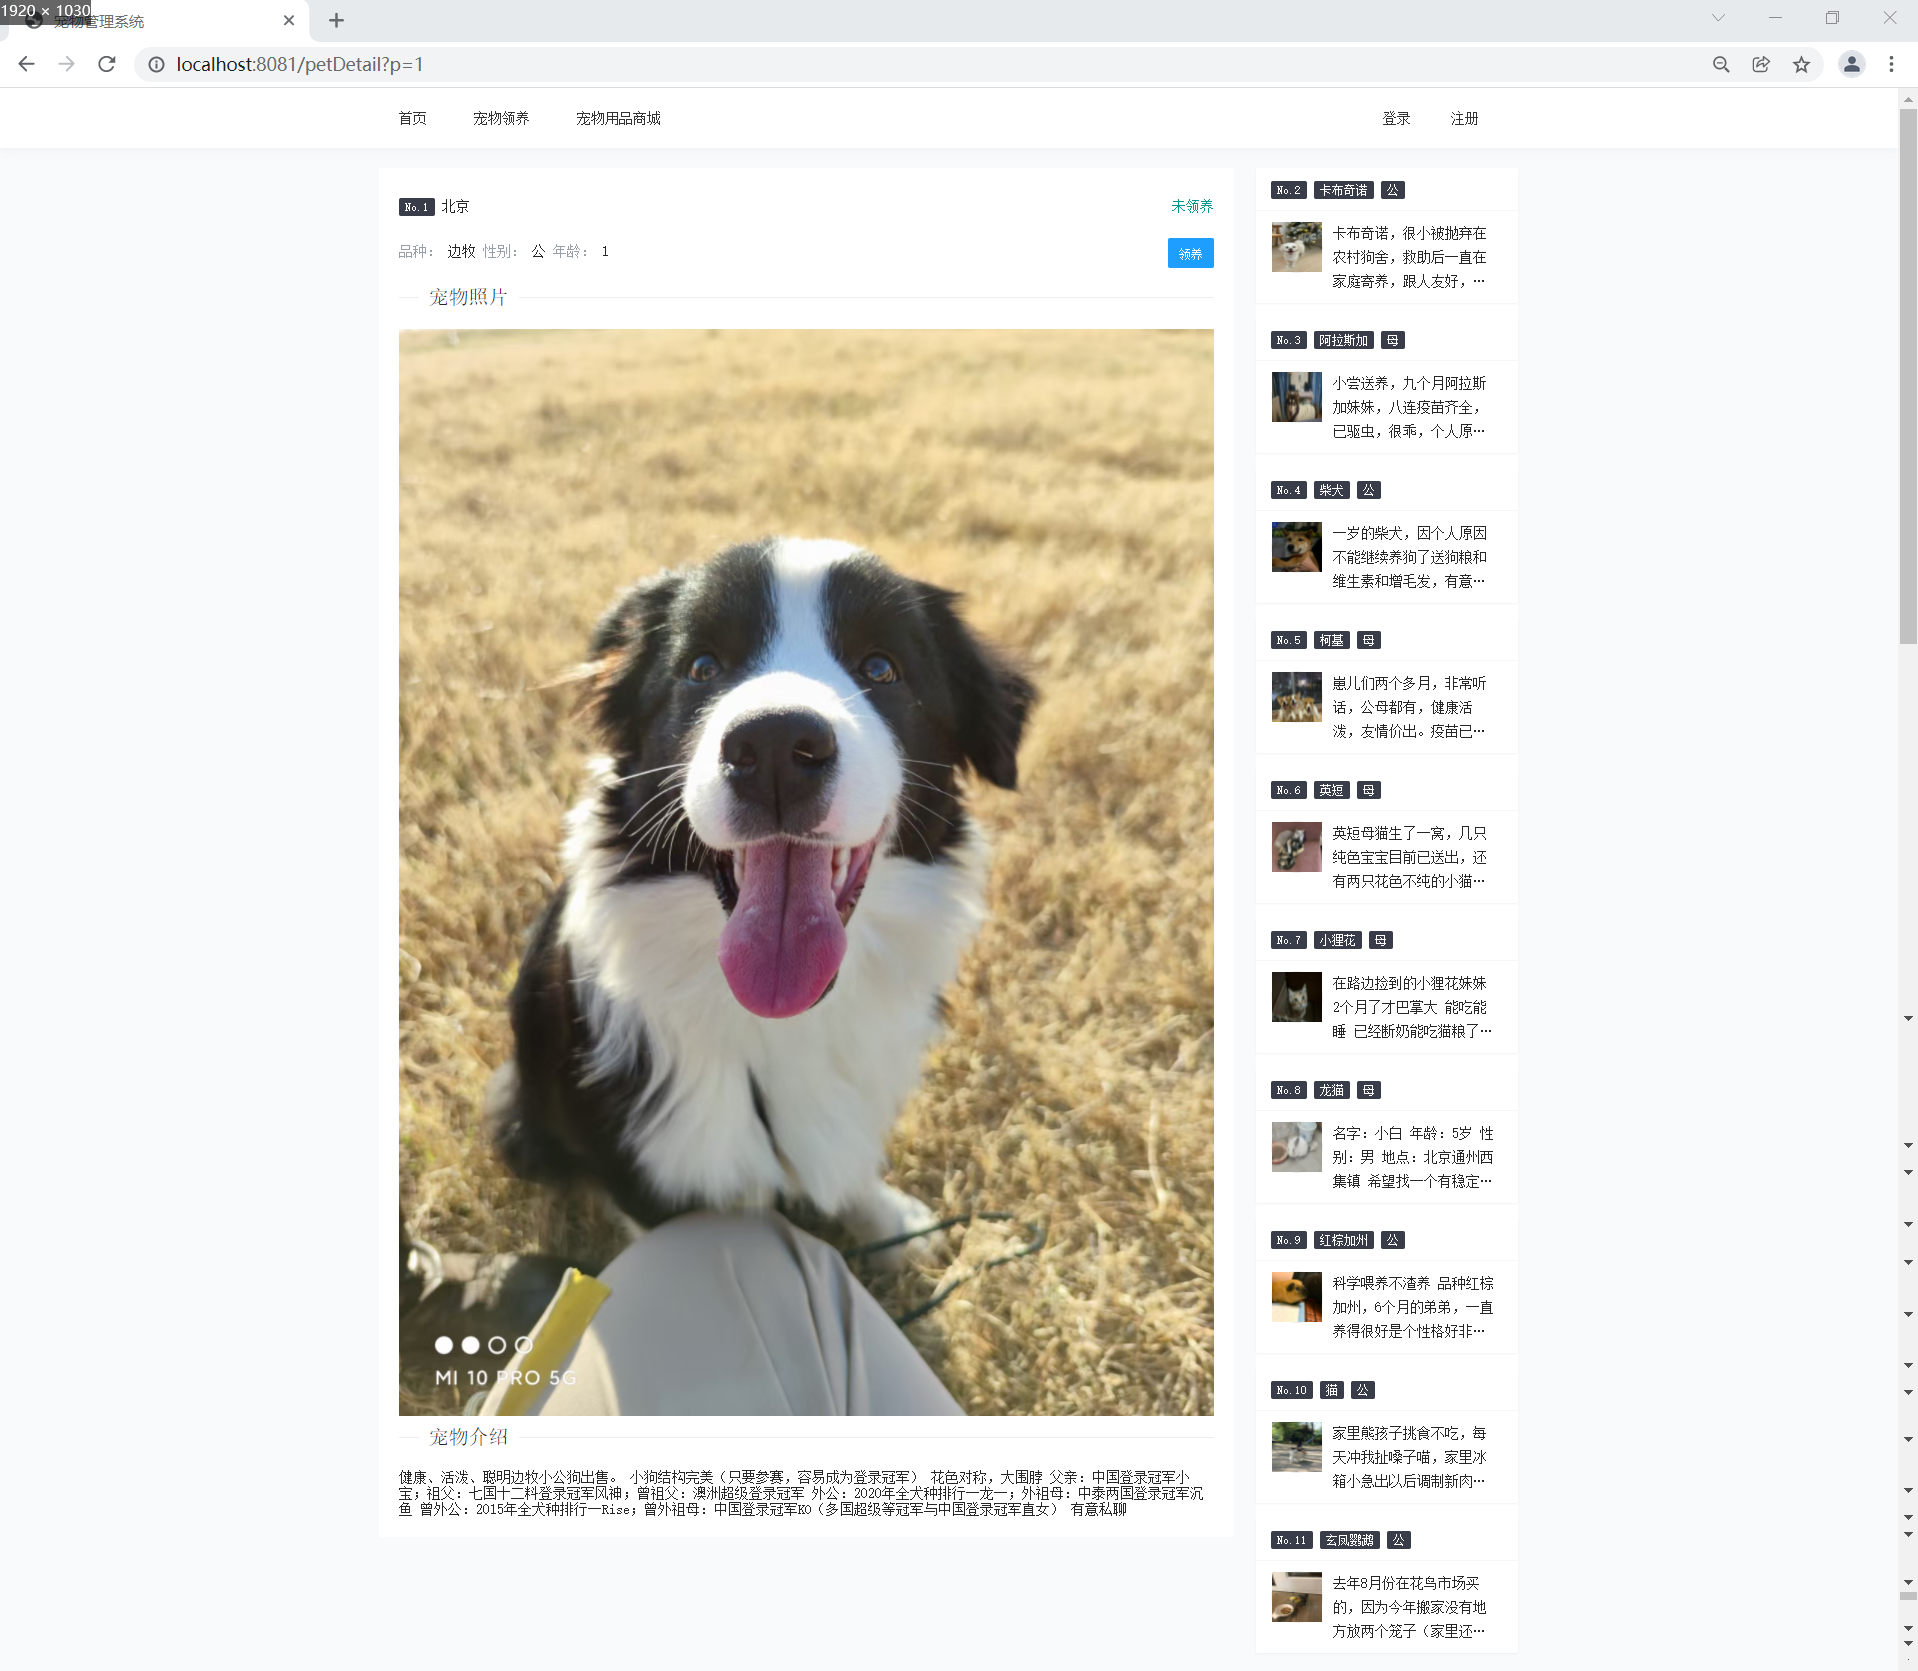 1920 × 1030
宠物管理系统
localhost:8081/petDetail?p=1
首页 宠物领养 宠物用品商城 登录 注册
No.1 北京 未领养
品种： 边牧 性别： 公 年龄： 1 领养
宠物照片
MI 10 PRO 5G
宠物介绍
健康、活泼、聪明边牧小公狗出售。 小狗结构完美（只要参赛，容易成为登录冠军） 花色对称，大围脖 父亲：中国登录冠军小
宝；祖父：七国十二料登录冠军风神；曾祖父：澳洲超级登录冠军 外公：2020年全犬种排行一龙一；外祖母：中泰两国登录冠军沉
鱼 曾外公：2015年全犬种排行一Rise；曾外祖母：中国登录冠军KO（多国超级等冠军与中国登录冠军直女） 有意私聊
No.2 卡布奇诺 公
卡布奇诺，很小被抛弃在
农村狗舍，救助后一直在
家庭寄养，跟人友好，…
No.3 阿拉斯加 母
小尝送养，九个月阿拉斯
加妹妹，八连疫苗齐全，
已驱虫，很乖，个人原…
No.4 柴犬 公
一岁的柴犬，因个人原因
不能继续养狗了送狗粮和
维生素和增毛发，有意…
No.5 柯基 母
崽儿们两个多月，非常听
话，公母都有，健康活
泼，友情价出。疫苗已…
No.6 英短 母
英短母猫生了一窝，几只
纯色宝宝目前已送出，还
有两只花色不纯的小猫…
No.7 小狸花 母
在路边捡到的小狸花妹妹
2个月了才巴掌大 能吃能
睡 已经断奶能吃猫粮了…
No.8 龙猫 母
名字：小白 年龄：5岁 性
别：男 地点：北京通州西
集镇 希望找一个有稳定…
No.9 红棕加州 公
科学喂养不渣养 品种红棕
加州，6个月的弟弟，一直
养得很好是个性格好非…
No.10 猫 公
家里熊孩子挑食不吃，每
天冲我扯嗓子喵，家里冰
箱小急出以后调制新肉…
No.11 玄凤鹦鹉 公
去年8月份在花鸟市场买
的，因为今年搬家没有地
方放两个笼子（家里还…